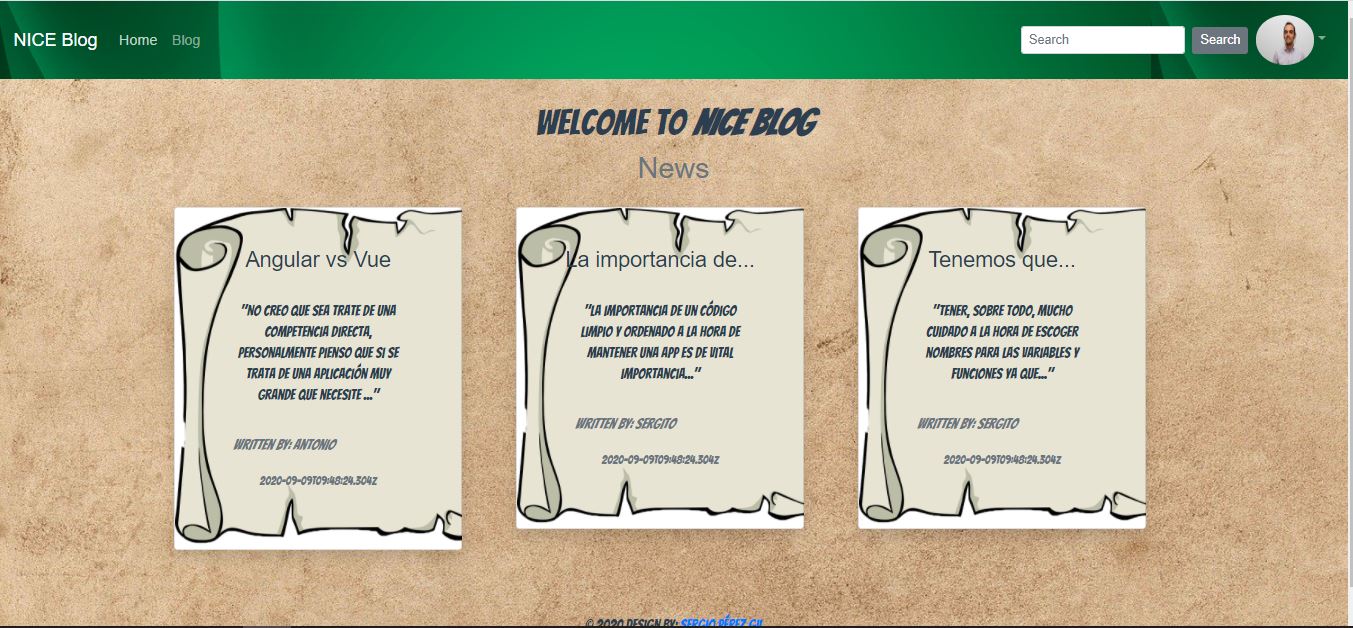 NICE Blog Home Blog Search Search
WELCOME TO NICE BLOG
News
Angular vs Vue
"NO CREO QUE SEA TRATE DE UNA
COMPETENCIA DIRECTA,
PERSONALMENTE PIENSO QUE SI SE
TRATA DE UNA APLICACIÓN MUY
GRANDE QUE NECESITE ..."
WRITTEN BY: ANTONIO
2020-09-09T09:48:24.304Z
La importancia de...
"LA IMPORTANCIA DE UN CÓDIGO
LIMPIO Y ORDENADO A LA HORA DE
MANTENER UNA APP ES DE VITAL
IMPORTANCIA..."
WRITTEN BY: SERGITO
2020-09-09T09:48:24.304Z
Tenemos que...
"TENER, SOBRE TODO, MUCHO
CUIDADO A LA HORA DE ESCOGER
NOMBRES PARA LAS VARIABLES Y
FUNCIONES YA QUE..."
WRITTEN BY: SERGITO
2020-09-09T09:48:24.304Z
© 2020 DESIGN BY: SERGIO PÉREZ GIL